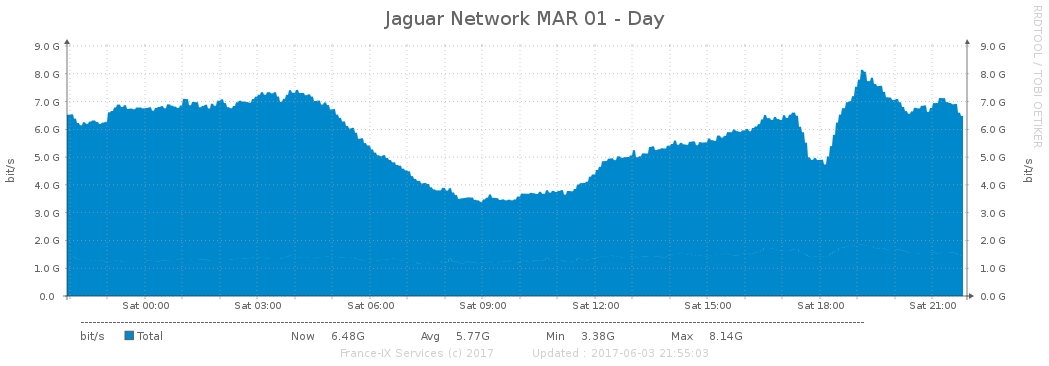 Jaguar Network MAR 01 - Day
RRDTOOL / TOBI OETIKER
9.0 G 9.0 G
8.0 G 8.0 G
7.0 G 7.0 G
6.0 G 6.0 G
5.0 G 5.0 G
4.0 G 4.0 G
3.0 G 3.0 G
2.0 G 2.0 G
1.0 G 1.0 G
0.0 0.0 G
bit/s bit/s
Sat 00:00 Sat 03:00 Sat 06:00 Sat 09:00 Sat 12:00 Sat 15:00 Sat 18:00 Sat 21:00
bit/s Total Now 6.48G Avg 5.77G Min 3.38G Max 8.14G
France-IX Services (c) 2017 Updated : 2017-06-03 21:55:03